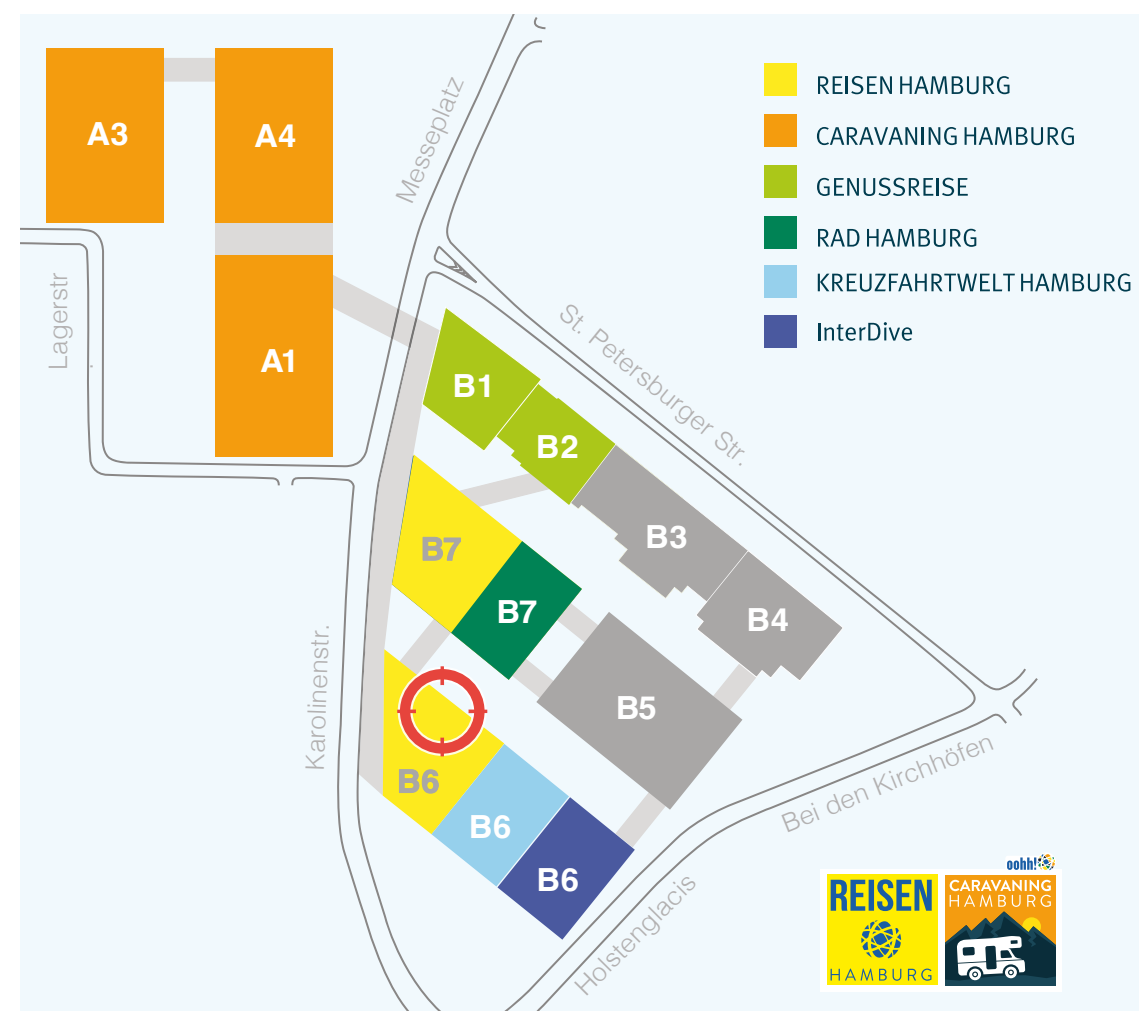 A3
A4
A1
Messeplatz
Lagerstr
REISEN HAMBURG
CARAVANING HAMBURG
GENUSSREISE
RAD HAMBURG
KREUZFAHRTWELT HAMBURG
InterDive
St. Petersburger Str.
B1
B2
B3
B4
B7
B7
B5
B6
B6
B6
Karolinenstr.
Bei den Kirchhöfen
Holstenglacis
oohh!
REISEN
HAMBURG
CARAVANING
HAMBURG